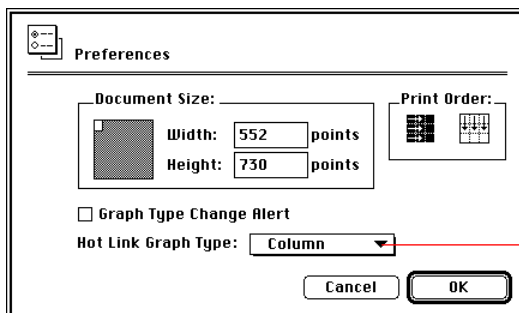 Preferences
Document Size:
Print Order:
Width: 552 points
Height: 730 points
Graph Type Change Alert
Hot Link Graph Type: Column
Cancel OK